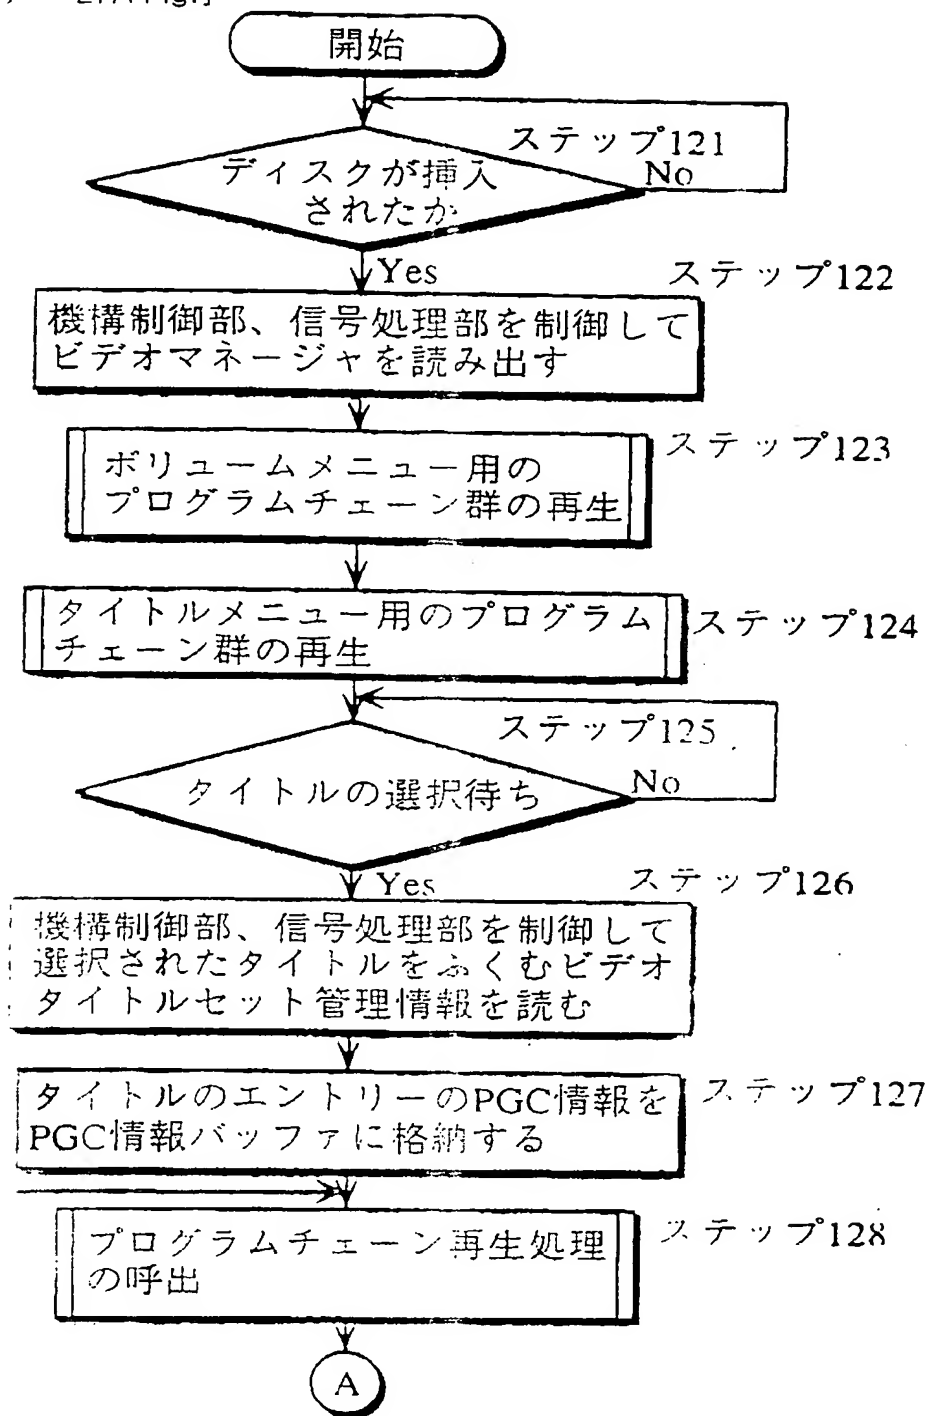 開始
ステップ121
ディスクが挿入
されたか
No
Yes
ステップ122
機構制御部、信号処理部を制御して
ビデオマネージャを読み出す
ステップ123
ボリュームメニュー用の
プログラムチェーン群の再生
タイトルメニュー用のプログラム
チェーン群の再生
ステップ124
ステップ125
タイトルの選択待ち
No
Yes
ステップ126
機構制御部、信号処理部を制御して
選択されたタイトルをふくむビデオ
タイトルセット管理情報を読む
ステップ127
タイトルのエントリーのPGC情報を
PGC情報バッファに格納する
ステップ128
プログラムチェーン再生処理
の呼出
A